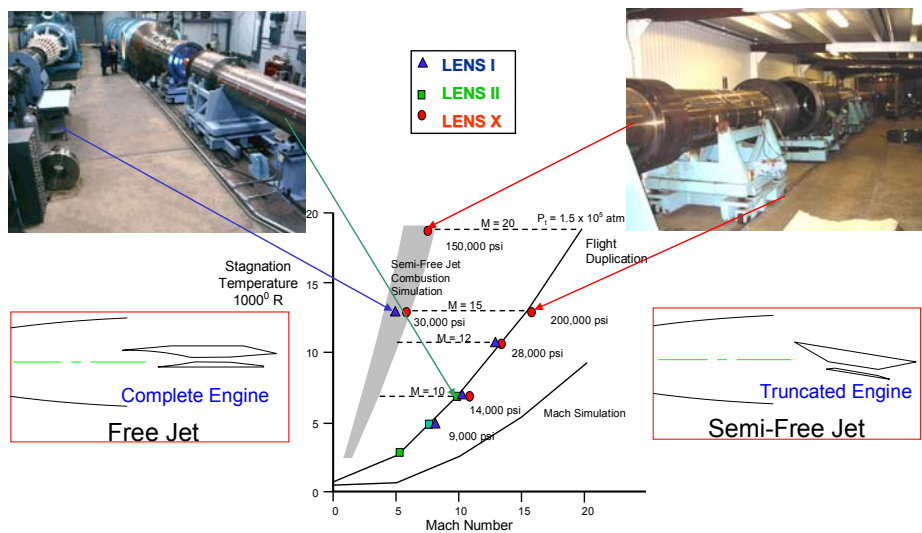 LENS I
LENS II
LENS X
20
15
10
5
0
Stagnation
Temperature
1000⁰ R
M = 20
P_t = 1.5 x 10⁵ atm
150,000 psi
Flight
Duplication
Semi-Free Jet
Combustion
Simulation
M = 15
30,000 psi
200,000 psi
M = 12
28,000 psi
M = 10
14,000 psi
Mach Simulation
9,000 psi
0
5
10
15
20
Mach Number
Complete Engine
Free Jet
Truncated Engine
Semi-Free Jet